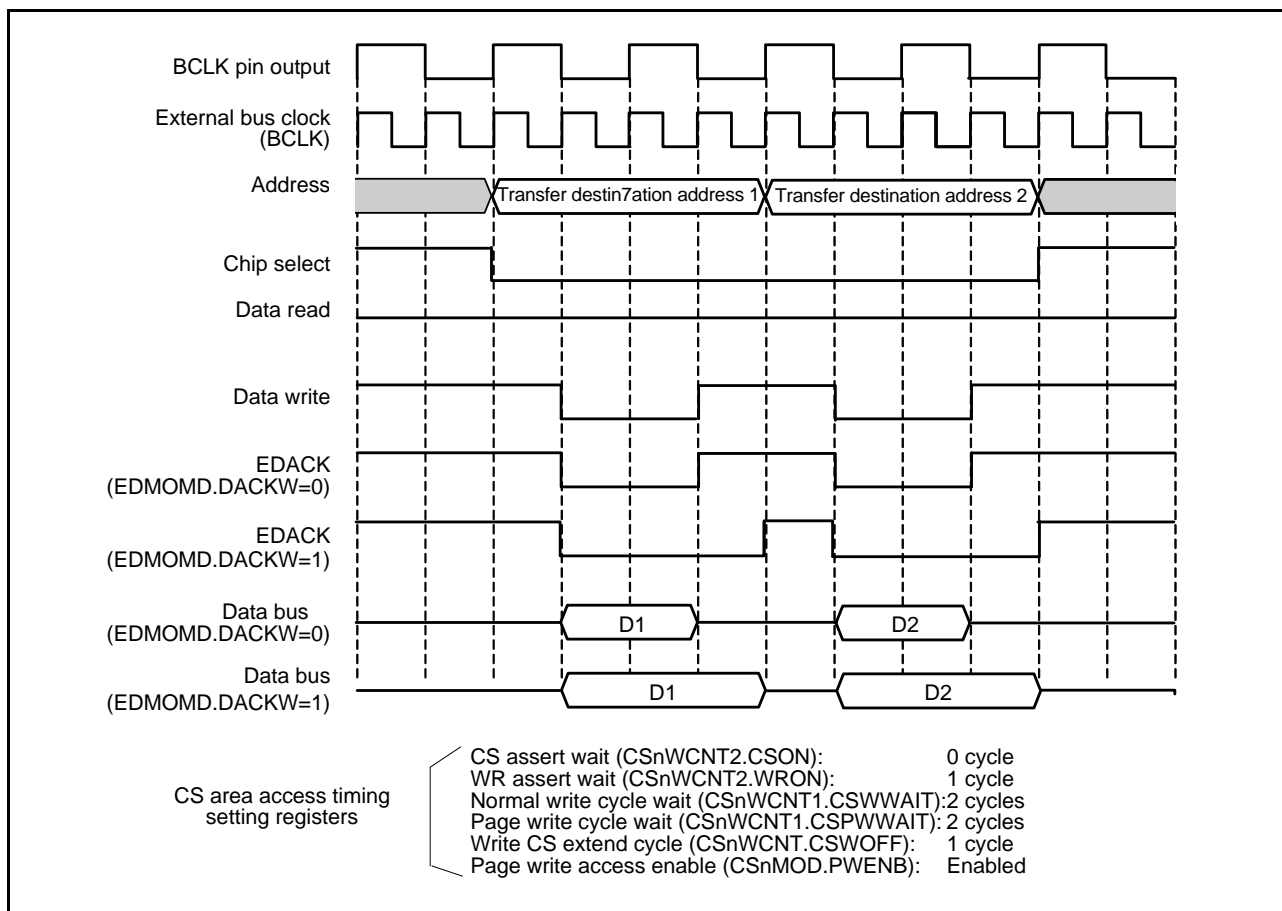 BCLK pin output
External bus clock
(BCLK)
Address
Transfer destin7ation address 1
Transfer destination address 2
Chip select
Data read
Data write
EDACK
(EDMOMD.DACKW=0)
EDACK
(EDMOMD.DACKW=1)
Data bus
(EDMOMD.DACKW=0)
D1
D2
Data bus
(EDMOMD.DACKW=1)
D1
D2
CS area access timing
setting registers
CS assert wait (CSnWCNT2.CSON): 0 cycle
WR assert wait (CSnWCNT2.WRON): 1 cycle
Normal write cycle wait (CSnWCNT1.CSWWAIT): 2 cycles
Page write cycle wait (CSnWCNT1.CSPWWAIT): 2 cycles
Write CS extend cycle (CSnWCNT.CSWOFF): 1 cycle
Page write access enable (CSnMOD.PWENB): Enabled